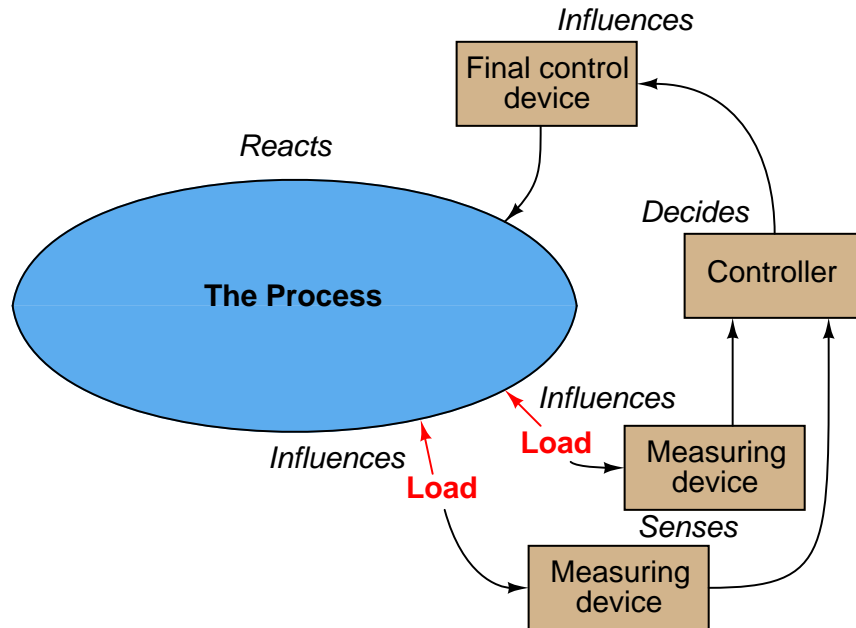 Influences
Final control
device
Reacts
Decides
Controller
The Process
Influences
Load
Measuring
device
Influences
Load
Senses
Measuring
device